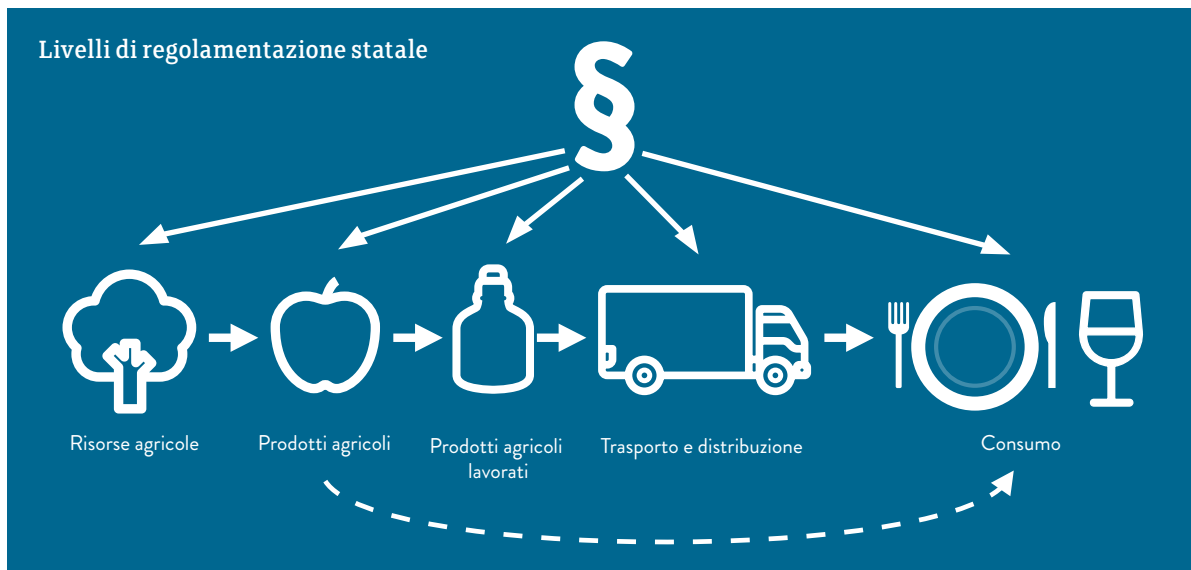 Livelli di regolamentazione statale
§
Risorse agricole
Prodotti agricoli
Prodotti agricoli
lavorati
Trasporto e distribuzione
Consumo